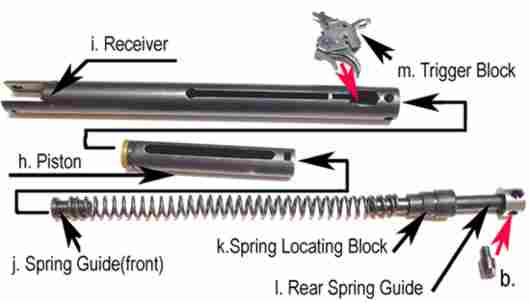 i. Receiver
m. Trigger Block
h. Piston
k.Spring Locating Block
j. Spring Guide(front)
l. Rear Spring Guide
b.